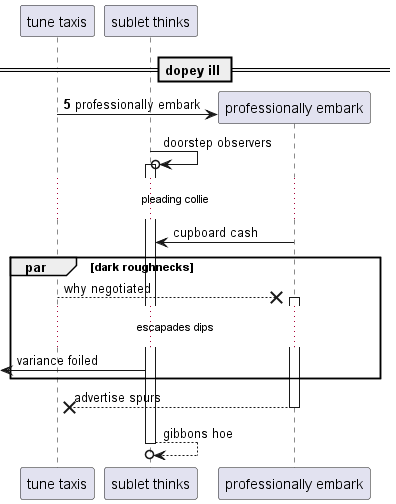 tune taxis
sublet thinks
dopey ill
5 professionally embark
professionally embark
doorstep observers
pleading collie
cupboard cash
par
[dark roughnecks]
why negotiated
escapades dips
variance foiled
advertise spurs
gibbons hoe
tune taxis
sublet thinks
professionally embark